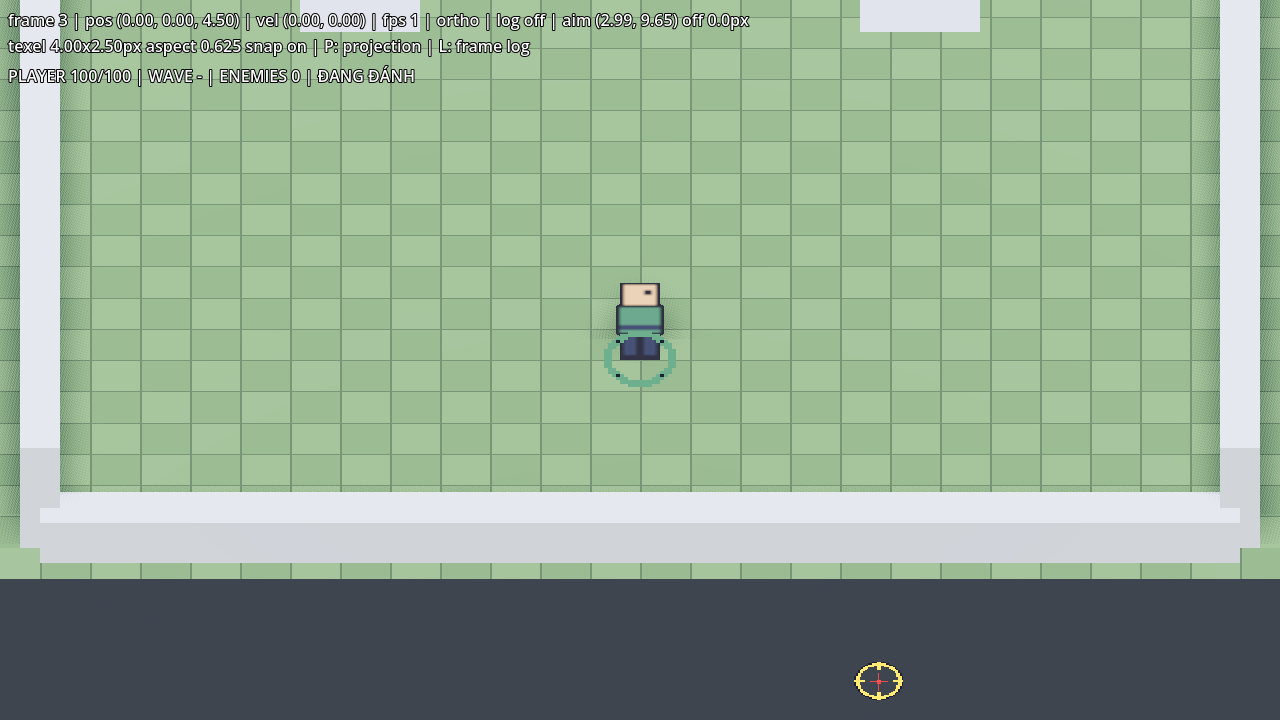 frame 3 | pos (0.00, 0.00, 4.50) | vel (0.00, 0.00) | fps 1 | ortho | log off | aim (2.99, 9.65) off 0.0px
texel 4.00x2.50px aspect 0.625 snap on | P: projection | L: frame log
PLAYER 100/100 | WAVE - | ENEMIES 0 | ĐANG ĐÁNH